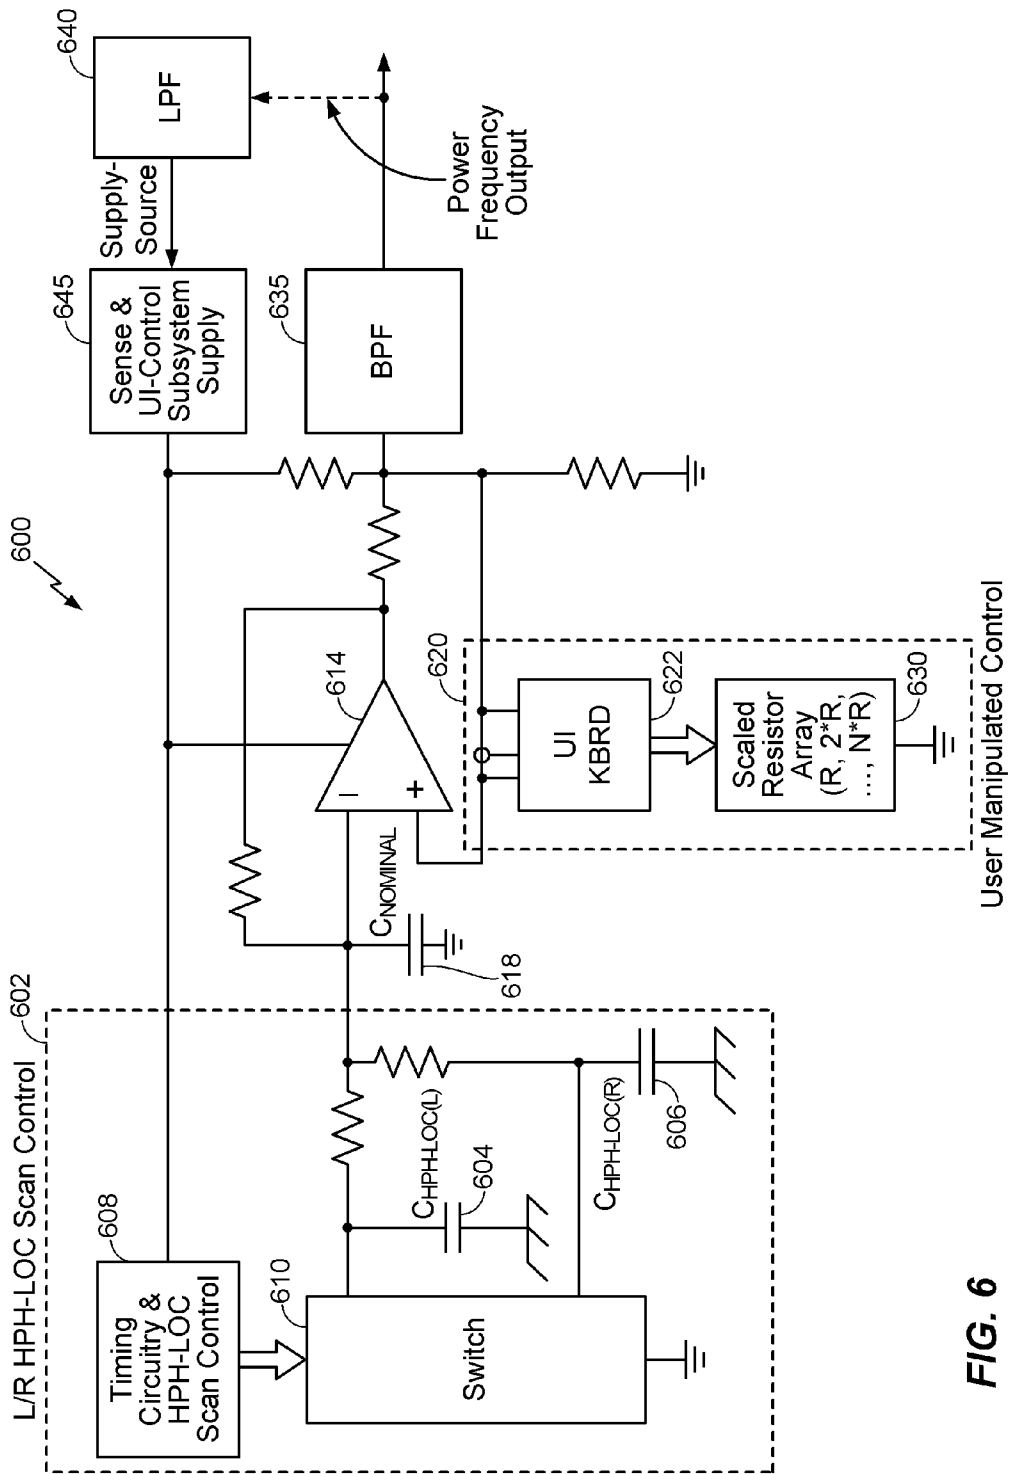 L/R HPH-LOC Scan Control
602
608
Timing
Circuitry &
HPH-LOC
Scan Control
610
Switch
CHPH-LOC(L)
604
CHPH-LOC(R)
606
600
CNOMINAL
618
614
–
+
620
UI
KBRD
622
Scaled
Resistor
Array
(R, 2*R,
...., N*R)
630
User Manipulated Control
645
Sense &
UI-Control
Subsystem
Supply
Supply-
Source
640
LPF
635
BPF
Power
Frequency
Output
FIG. 6